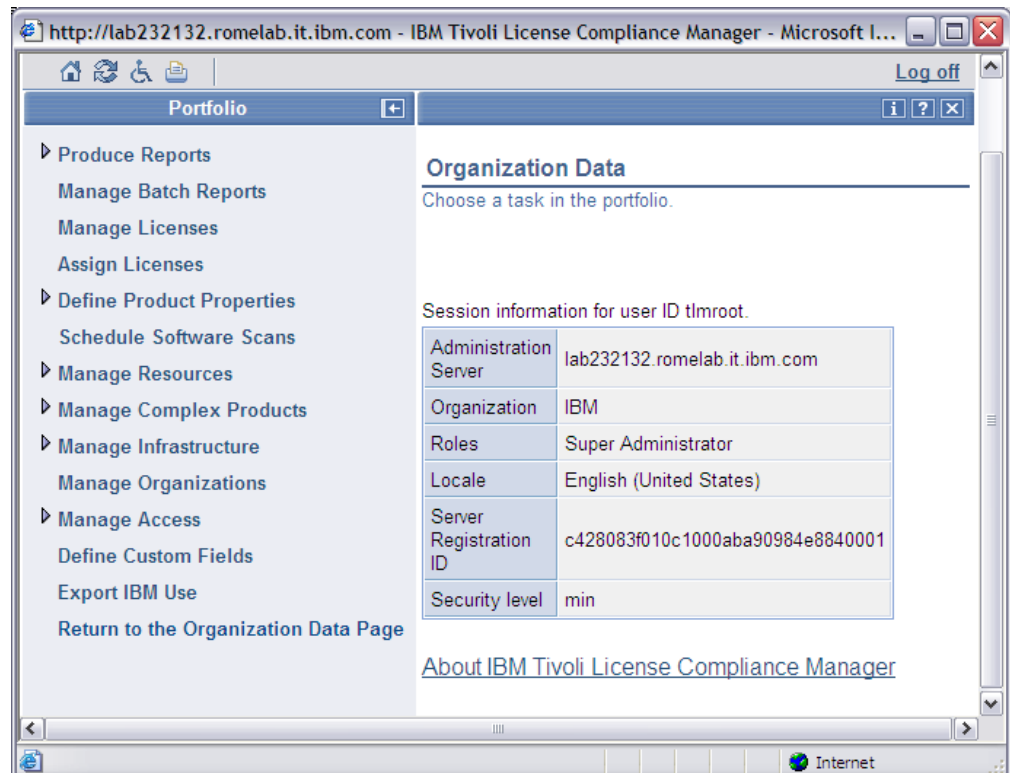 http://lab232132.romelab.it.ibm.com - IBM Tivoli License Compliance Manager - Microsoft I...
Log off
Portfolio
Produce Reports
Manage Batch Reports
Manage Licenses
Assign Licenses
Define Product Properties
Schedule Software Scans
Manage Resources
Manage Complex Products
Manage Infrastructure
Manage Organizations
Manage Access
Define Custom Fields
Export IBM Use
Return to the Organization Data Page
i ?
Organization Data
Choose a task in the portfolio.
Session information for user ID tlmroot.
Administration
Server
lab232132.romelab.it.ibm.com
Organization
IBM
Roles
Super Administrator
Locale
English (United States)
Server
Registration
ID
c428083f010c1000aba90984e8840001
Security level
min
About IBM Tivoli License Compliance Manager
Internet